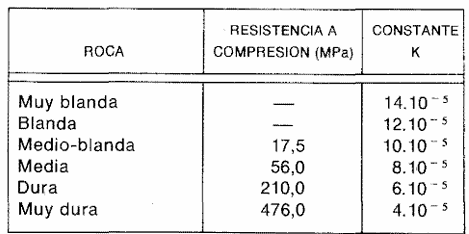 ROCA RESISTENCIA A COMPRESION (MPa) CONSTANTE K
Muy blanda — 14.10⁻⁵
Blanda — 12.10⁻⁵
Medio-blanda 17,5 10.10⁻⁵
Media 56,0 8.10⁻⁵
Dura 210,0 6.10⁻⁵
Muy dura 476,0 4.10⁻⁵